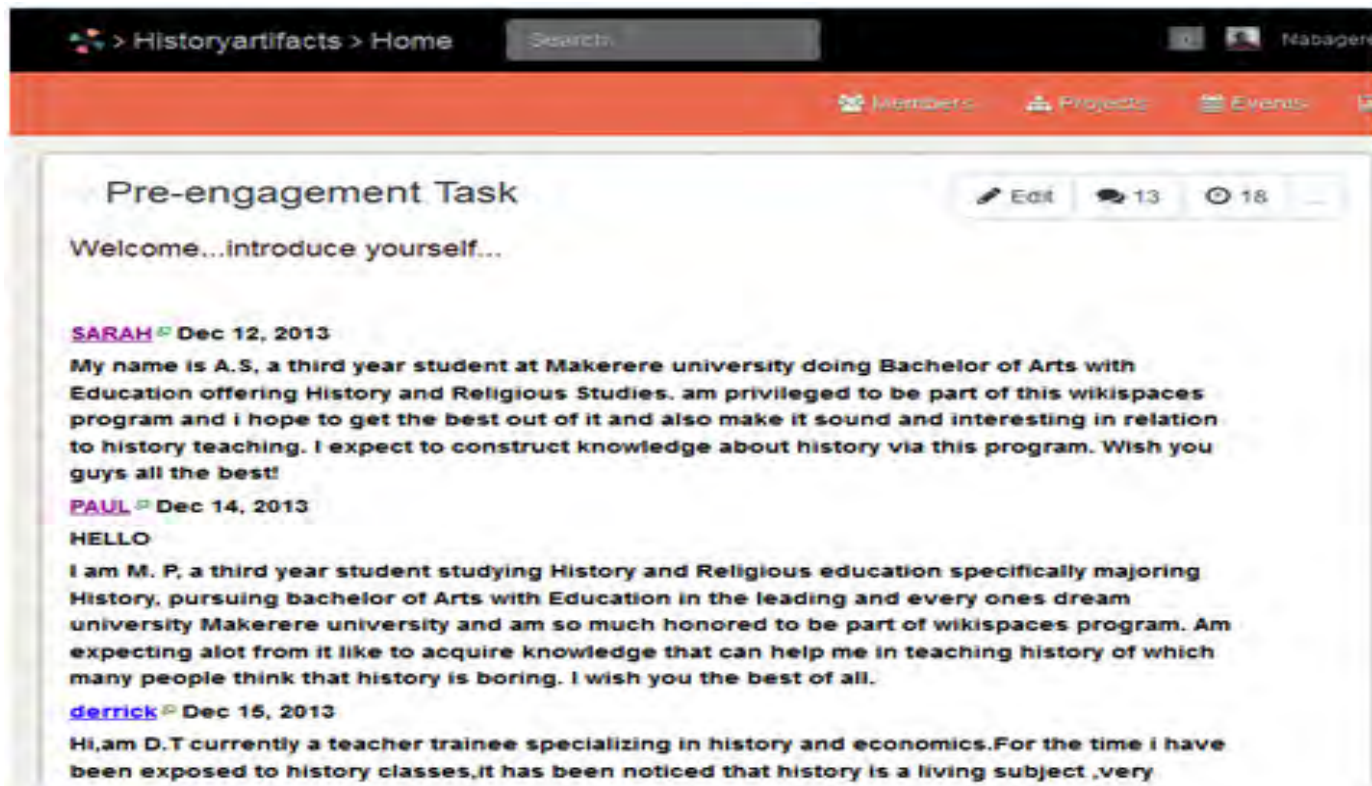 > Historyartifacts > Home Search
Members Projects Events
Pre-engagement Task
Edit 13 18 ...
Welcome...introduce yourself...
SARAH Dec 12, 2013
My name is A.S, a third year student at Makerere university doing Bachelor of Arts with
Education offering History and Religious Studies. am privileged to be part of this wikispaces
program and i hope to get the best out of it and also make it sound and interesting in relation
to history teaching. I expect to construct knowledge about history via this program. Wish you
guys all the best!
PAUL Dec 14, 2013
HELLO
I am M. P, a third year student studying History and Religious education specifically majoring
History, pursuing bachelor of Arts with Education in the leading and every ones dream
university Makerere university and am so much honored to be part of wikispaces program. Am
expecting alot from it like to acquire knowledge that can help me in teaching history of which
many people think that history is boring. I wish you the best of all.
derrick Dec 15, 2013
Hi,am D.T currently a teacher trainee specializing in history and economics.For the time i have
been exposed to history classes,it has been noticed that history is a living subject ,very